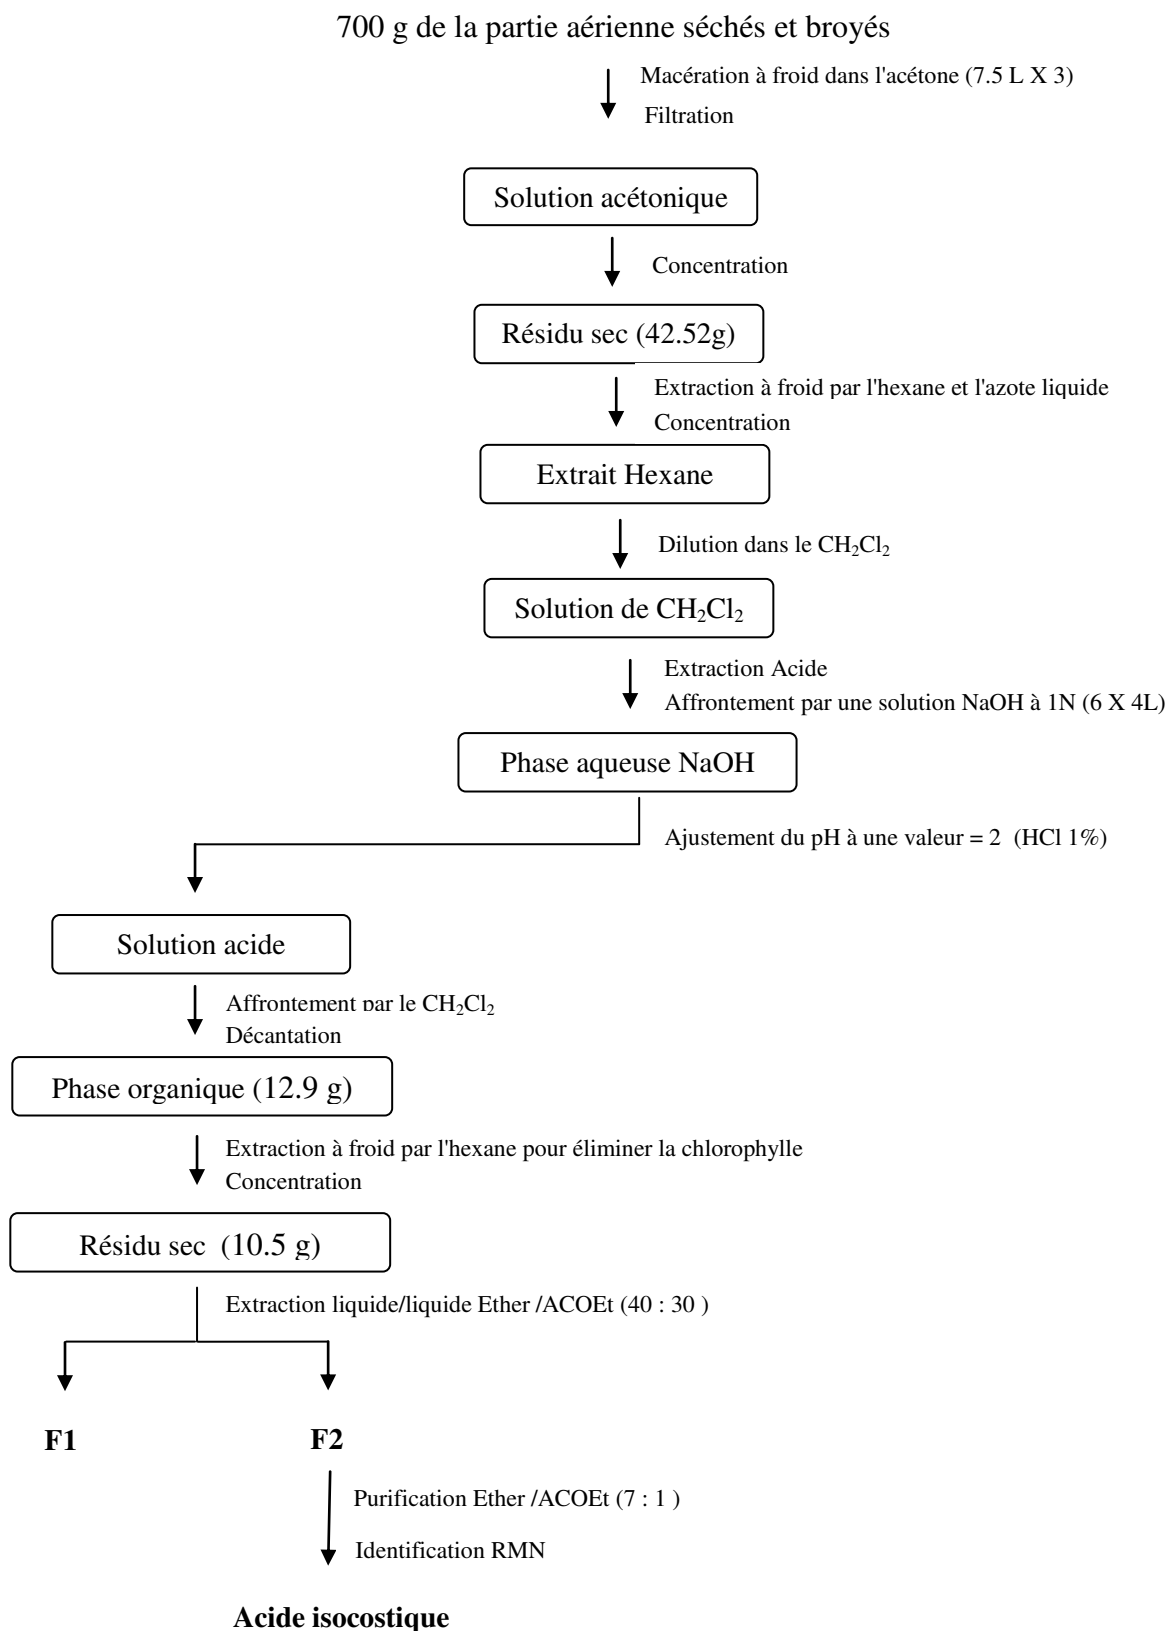 700 g de la partie aérienne séchés et broyés
Macération à froid dans l'acétone (7.5 L X 3)
Filtration
Solution acétonique
Concentration
Résidu sec (42.52g)
Extraction à froid par l'hexane et l'azote liquide
Concentration
Extrait Hexane
Dilution dans le CH₂Cl₂
Solution de CH₂Cl₂
Extraction Acide
Affrontement par une solution NaOH à 1N (6 X 4L)
Phase aqueuse NaOH
Ajustement du pH à une valeur = 2 (HCl 1%)
Solution acide
Affrontement par le CH₂Cl₂
Décantation
Phase organique (12.9 g)
Extraction à froid par l'hexane pour éliminer la chlorophylle
Concentration
Résidu sec (10.5 g)
Extraction liquide/liquide Ether /ACOEt (40 : 30 )
F1 F2
Purification Ether /ACOEt (7 : 1 )
Identification RMN
Acide isocostique